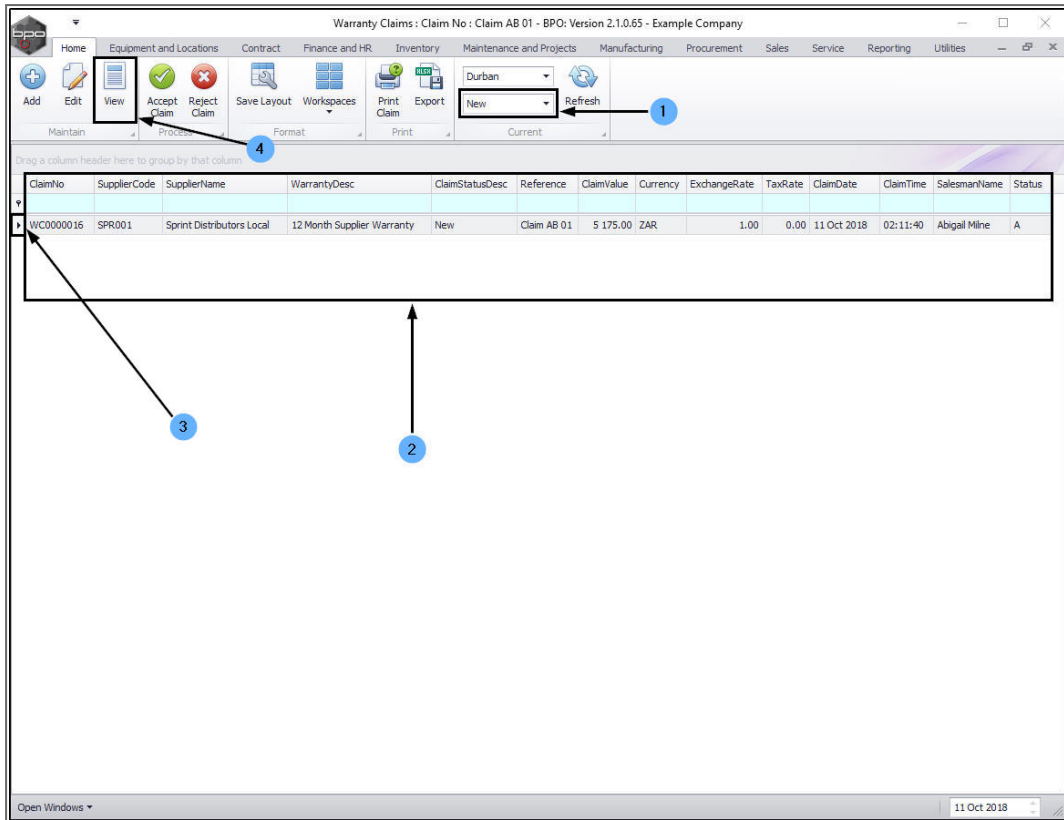 bpo
Warranty Claims : Claim No : Claim AB 01 - BPO: Version 2.1.0.65 - Example Company
Home Equipment and Locations Contract Finance and HR Inventory Maintenance and Projects Manufacturing Procurement Sales Service Reporting Utilities
Add Edit View Accept Claim Reject Claim Save Layout Workspaces Print Claim Export Durban New Refresh
Maintain Process Format Print Current
1
4
Drag a column header here to group by that column
ClaimNo SupplierCode SupplierName WarrantyDesc ClaimStatusDesc Reference ClaimValue Currency ExchangeRate TaxRate ClaimDate ClaimTime SalesmanName Status
WC0000016 SPR001 Sprint Distributors Local 12 Month Supplier Warranty New Claim AB 01 5 175.00 ZAR 1.00 0.00 11 Oct 2018 02:11:40 Abigail Milne A
3
2
Open Windows 11 Oct 2018